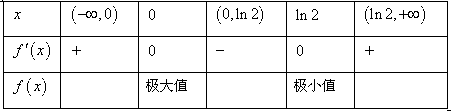 x (−∞,0) 0 (0,ln 2) ln 2 (ln 2,+∞)
f′(x) + 0 − 0 +
f(x) 极大值 极小值